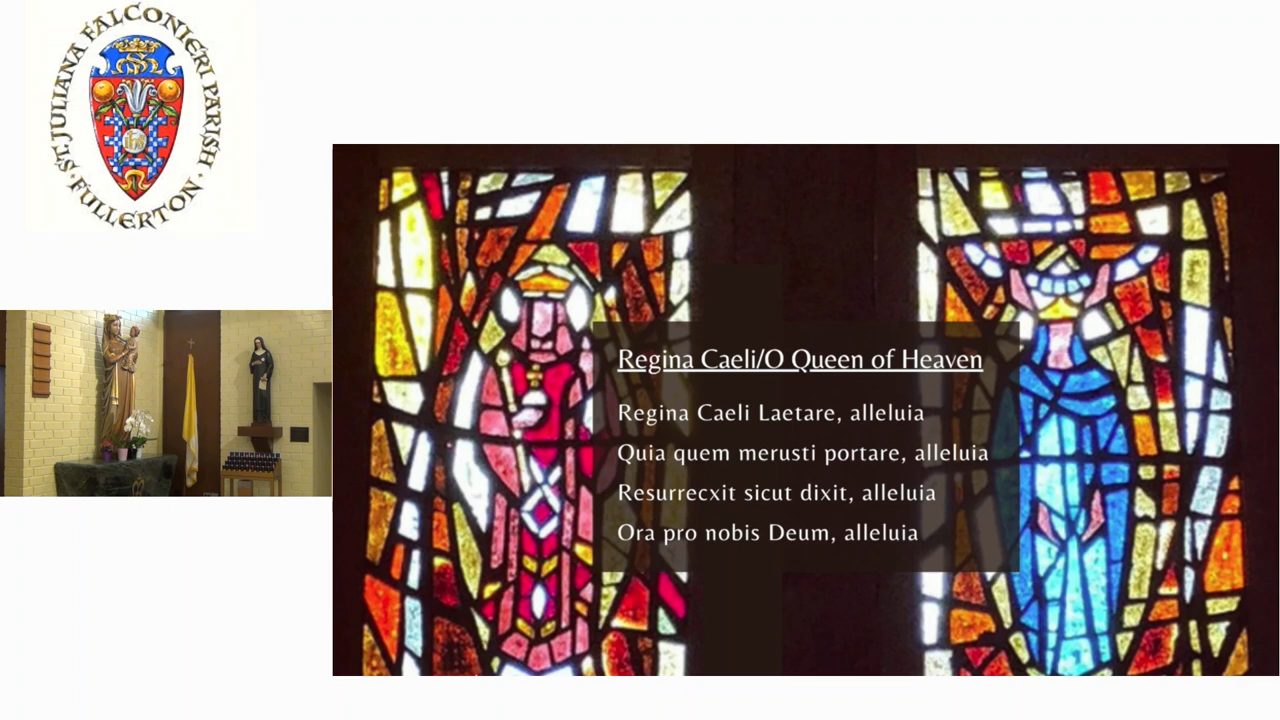 ST. JULIANA FALCONIERI PARISH · FULLERTON ·
ihs
Regina Caeli/O Queen of Heaven
Regina Caeli Laetare, alleluia
Quia quem merusti portare, alleluia
Resurrecxit sicut dixit, alleluia
Ora pro nobis Deum, alleluia